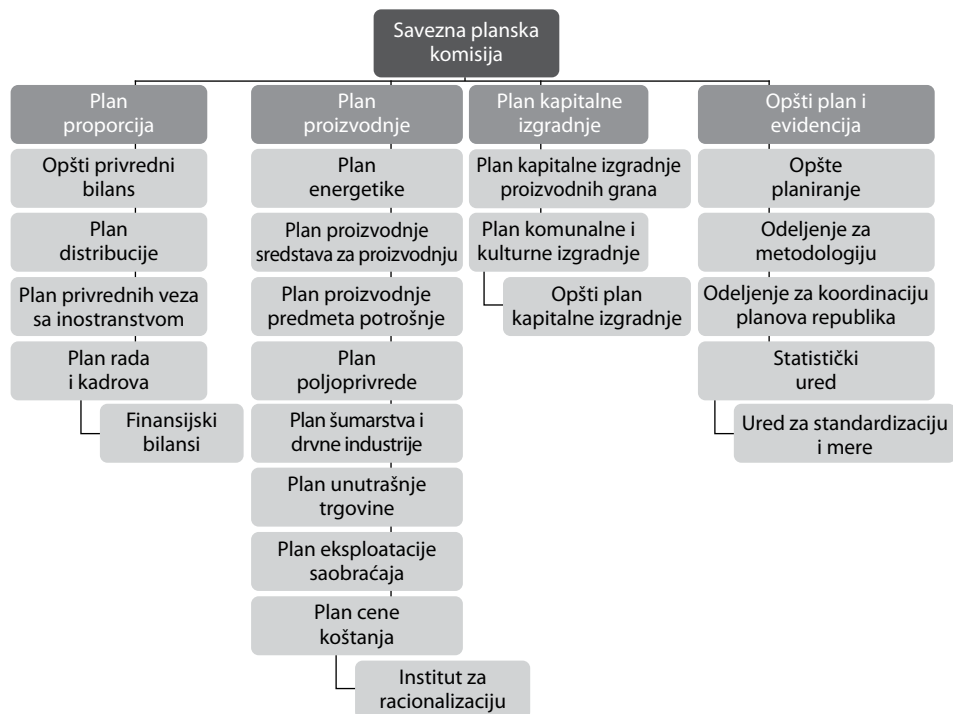 Savezna planska
komisija
Plan
proporcija
Opšti privredni
bilans
Plan
distribucije
Plan privrednih veza
sa inostranstvom
Plan rada
i kadrova
Finansijski
bilansi
Plan
proizvodnje
Plan
energetike
Plan proizvodnje
sredstava za proizvodnju
Plan proizvodnje
predmeta potrošnje
Plan
poljoprivrede
Plan šumarstva i
drvne industrije
Plan unutrašnje
trgovine
Plan eksploatacije
saobraćaja
Plan cene
koštanja
Institut za
racionalizaciju
Plan kapitalne
izgradnje
Plan kapitalne izgradnje
proizvodnih grana
Plan komunalne i
kulturne izgradnje
Opšti plan
kapitalne izgradnje
Opšti plan i
evidencija
Opšte
planiranje
Odeljenje za
metodologiju
Odeljenje za koordinaciju
planova republika
Statistički
ured
Ured za standardizaciju
i mere